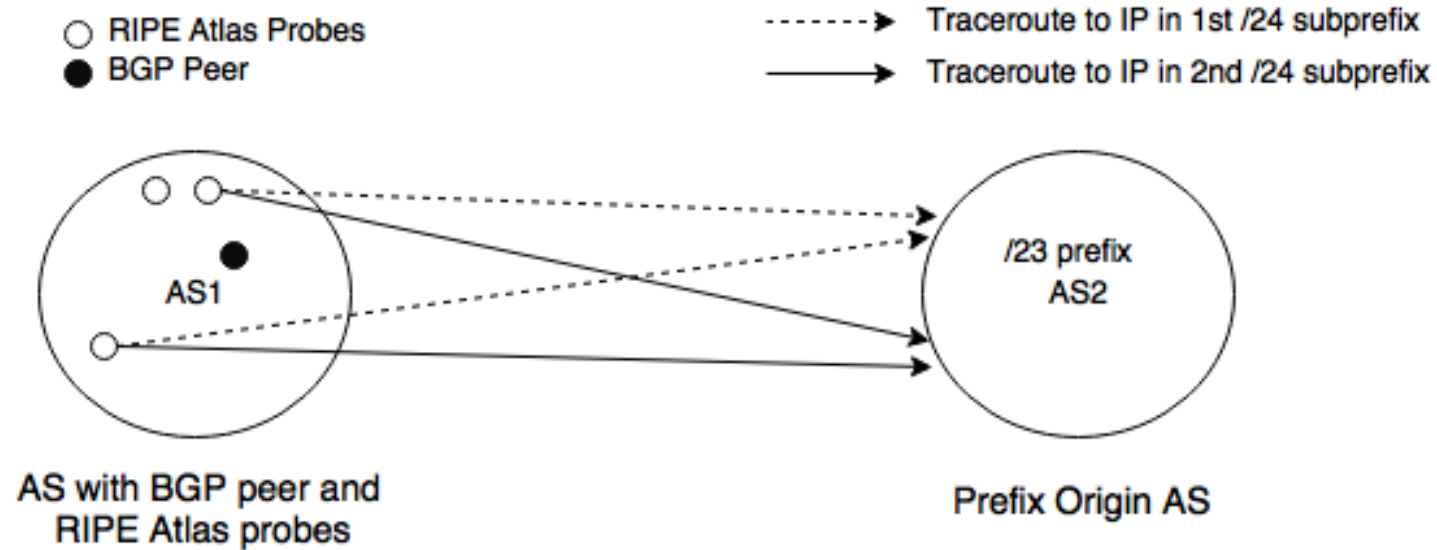 RIPE Atlas Probes
BGP Peer
Traceroute to IP in 1st /24 subprefix
Traceroute to IP in 2nd /24 subprefix
AS1
/23 prefix
AS2
AS with BGP peer and
RIPE Atlas probes
Prefix Origin AS